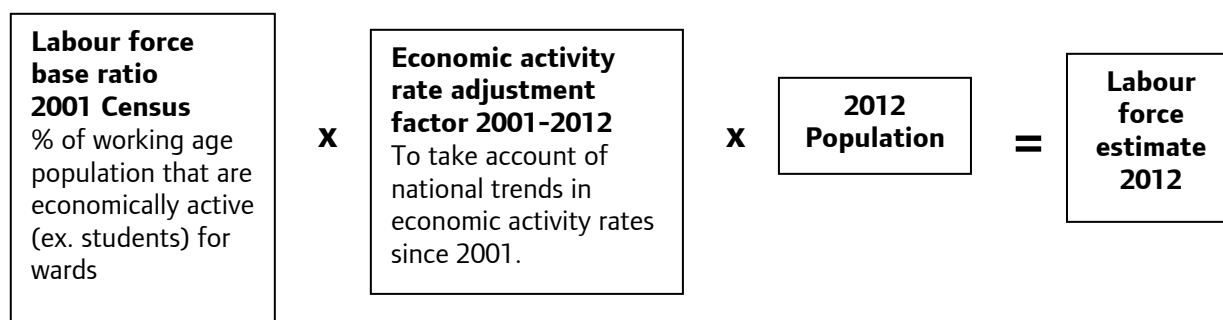 Labour force
base ratio
2001 Census
% of working age
population that are
economically active
(ex. students) for
wards
x
Economic activity
rate adjustment
factor 2001-2012
To take account of
national trends in
economic activity rates
since 2001.
x
2012
Population
=
Labour
force
estimate
2012